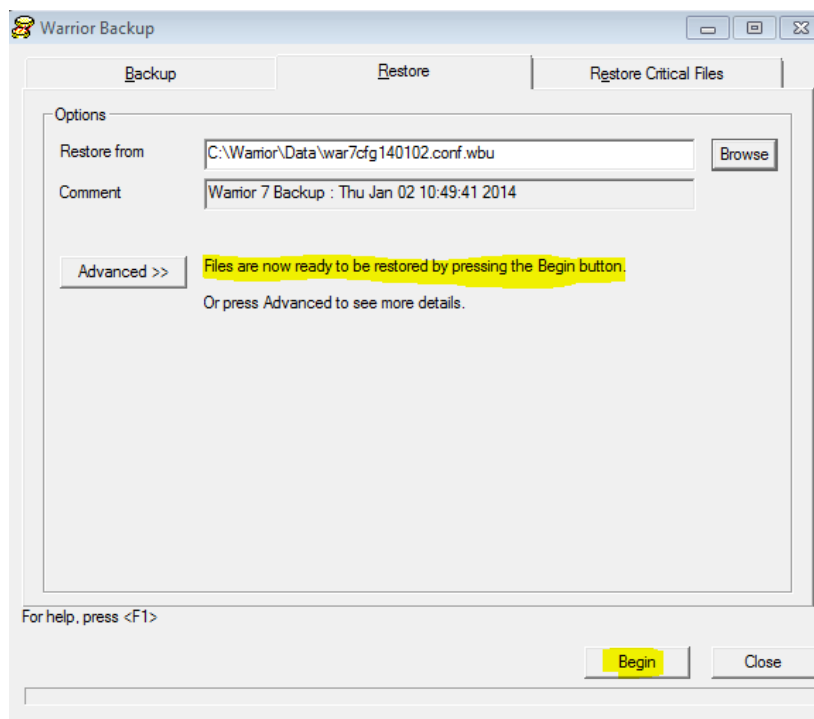 Warrior Backup
Backup Restore Restore Critical Files
Options
Restore from C:\Warrior\Data\war7cfg140102.conf.wbu Browse
Comment Warrior 7 Backup : Thu Jan 02 10:49:41 2014
Advanced >> Files are now ready to be restored by pressing the Begin button.
Or press Advanced to see more details.
For help, press <F1>
Begin Close